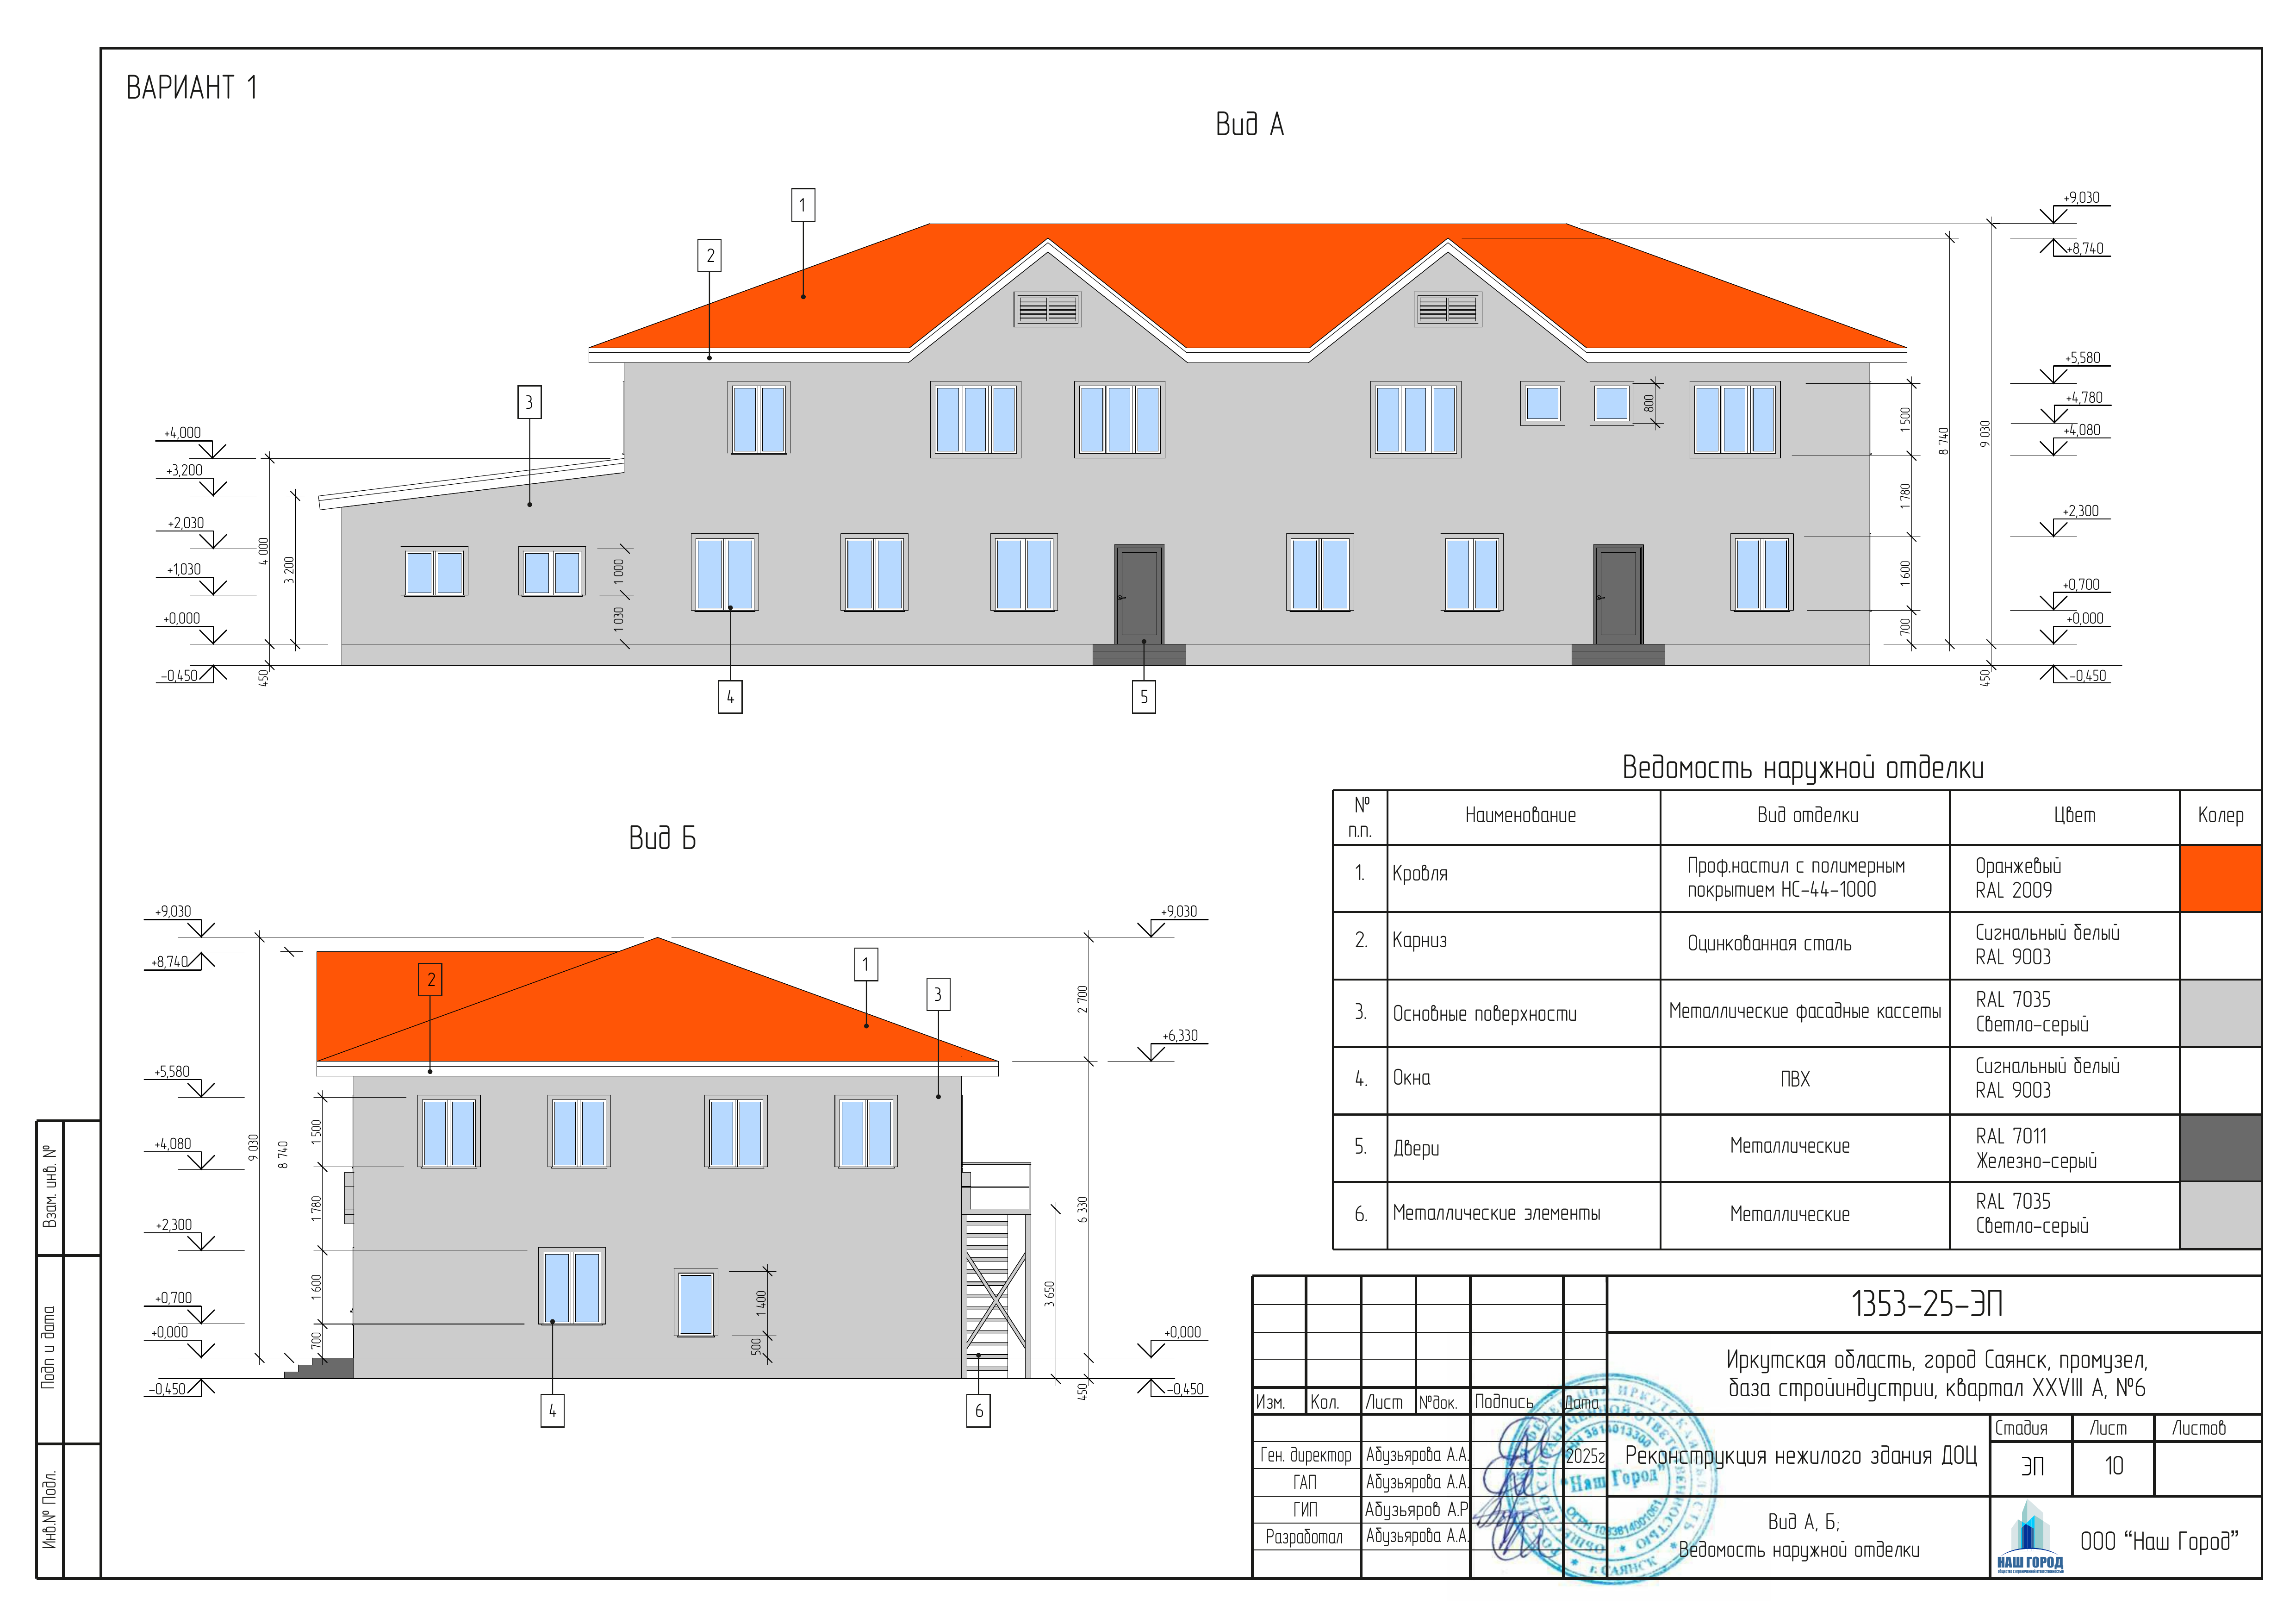 ВАРИАНТ 1
Вид А
1
2
3
4
5
+4,000
+3,200
+2,030
+1,030
+0,000
-0,450
4 000
3 200
450
1 000
1 030
800
1 500
1 780
1 600
700
8 740
9 030
450
+9,030
+8,740
+5,580
+4,780
+4,080
+2,300
+0,700
+0,000
-0,450
Вид Б
+9,030
+8,740
+5,580
+4,080
+2,300
+0,700
+0,000
-0,450
9 030
8 740
1 500
1 780
1 600
700
2
1
3
4
6
1 400
500
3 650
2 700
6 330
450
+9,030
+6,330
+0,000
-0,450
Ведомость наружной отделки
№ п.п. Наименование Вид отделки Цвет Колер
1. Кровля Проф.настил с полимерным Оранжевый
покрытием НС-44-1000 RAL 2009
2. Карниз Оцинкованная сталь Сигнальный белый
RAL 9003
3. Основные поверхности Металлические фасадные кассеты RAL 7035
Светло-серый
4. Окна ПВХ Сигнальный белый
RAL 9003
5. Двери Металлические RAL 7011
Железно-серый
6. Металлические элементы Металлические RAL 7035
Светло-серый
1353-25-ЭП
Иркутская область, город Саянск, промузел,
база стройиндустрии, квартал XXVIII А, №6
Изм. Кол. Лист №док. Подпись Дата
Ген. директор Абузьярова А.А. 2025г
ГАП Абузьярова А.А.
ГИП Абузьяров А.Р
Разработал Абузьярова А.А.
Реконструкция нежилого здания ДОЦ
Стадия Лист Листов
ЭП 10
Вид А, Б;
Ведомость наружной отделки
НАШ ГОРОД
ООО “Наш Город”
"Наш Город"
г. САЯНСК
Взам. инв. №
Подп и дата
Инв.№ Подл.